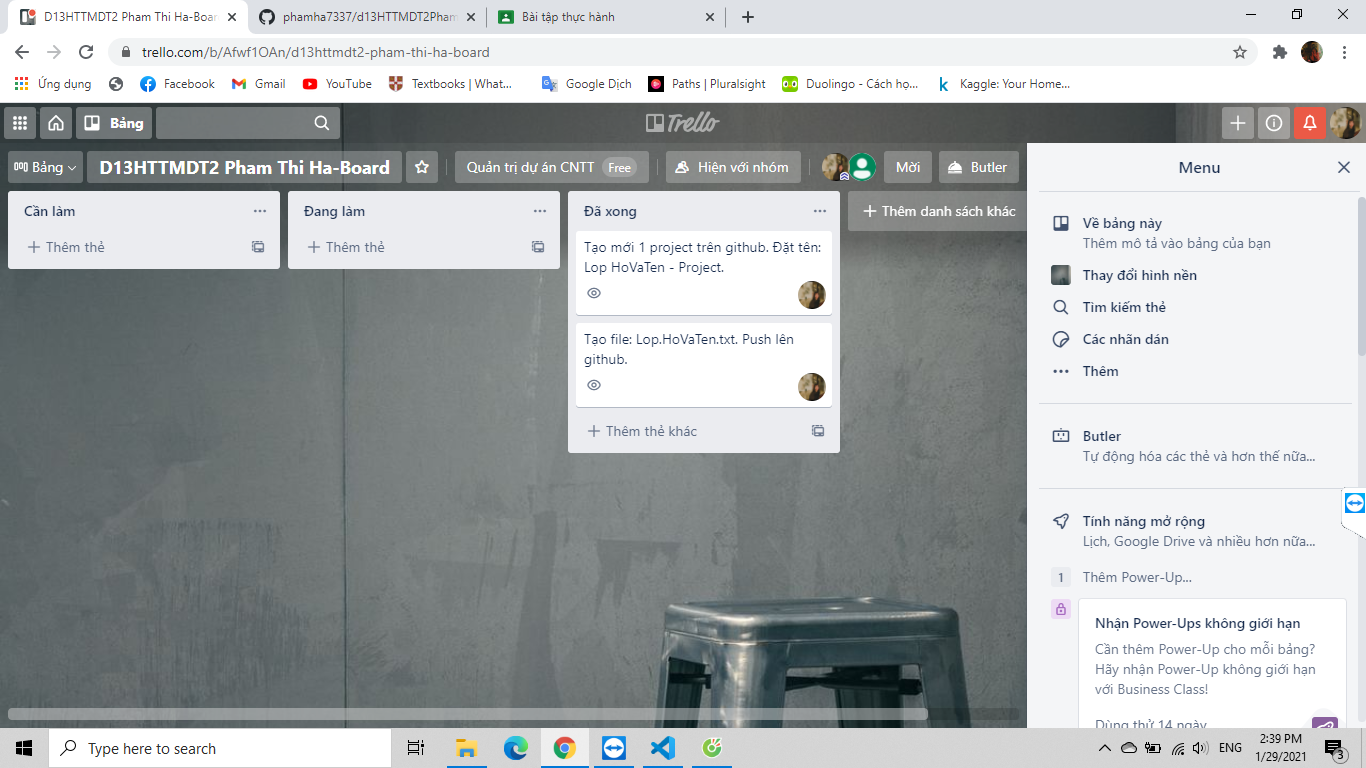 D13HTTMDT2 Pham Thi Ha-Boar
phamha7337/d13HTTMDT2Pham
Bài tập thực hành
trello.com/b/Afwf1OAn/d13httmdt2-pham-thi-ha-board
Ứng dụng
Facebook
Gmail
YouTube
Textbooks | What...
Google Dịch
Paths | Pluralsight
Duolingo - Cách họ...
Kaggle: Your Home...
Bảng
Trello
Bảng
D13HTTMDT2 Pham Thi Ha-Board
Quản trị dự án CNTT Free
Hiện với nhóm
Mời
Butler
Cần làm
Thêm thẻ
Đang làm
Thêm thẻ
Đã xong
Tạo mới 1 project trên github. Đặt tên:
Lop HoVaTen - Project.
Tạo file: Lop.HoVaTen.txt. Push lên
github.
Thêm thẻ khác
Thêm danh sách khác
Menu
Về bảng này
Thêm mô tả vào bảng của bạn
Thay đổi hình nền
Tìm kiếm thẻ
Các nhãn dán
Thêm
Butler
Tự động hóa các thẻ và hơn thế nữa...
Tính năng mở rộng
Lịch, Google Drive và nhiều hơn nữa...
1 Thêm Power-Up...
Nhận Power-Ups không giới hạn
Cần thêm Power-Up cho mỗi bảng?
Hãy nhận Power-Up không giới hạn
với Business Class!
Dùng thử 14 ngày
Type here to search
ENG
2:39 PM
1/29/2021
3